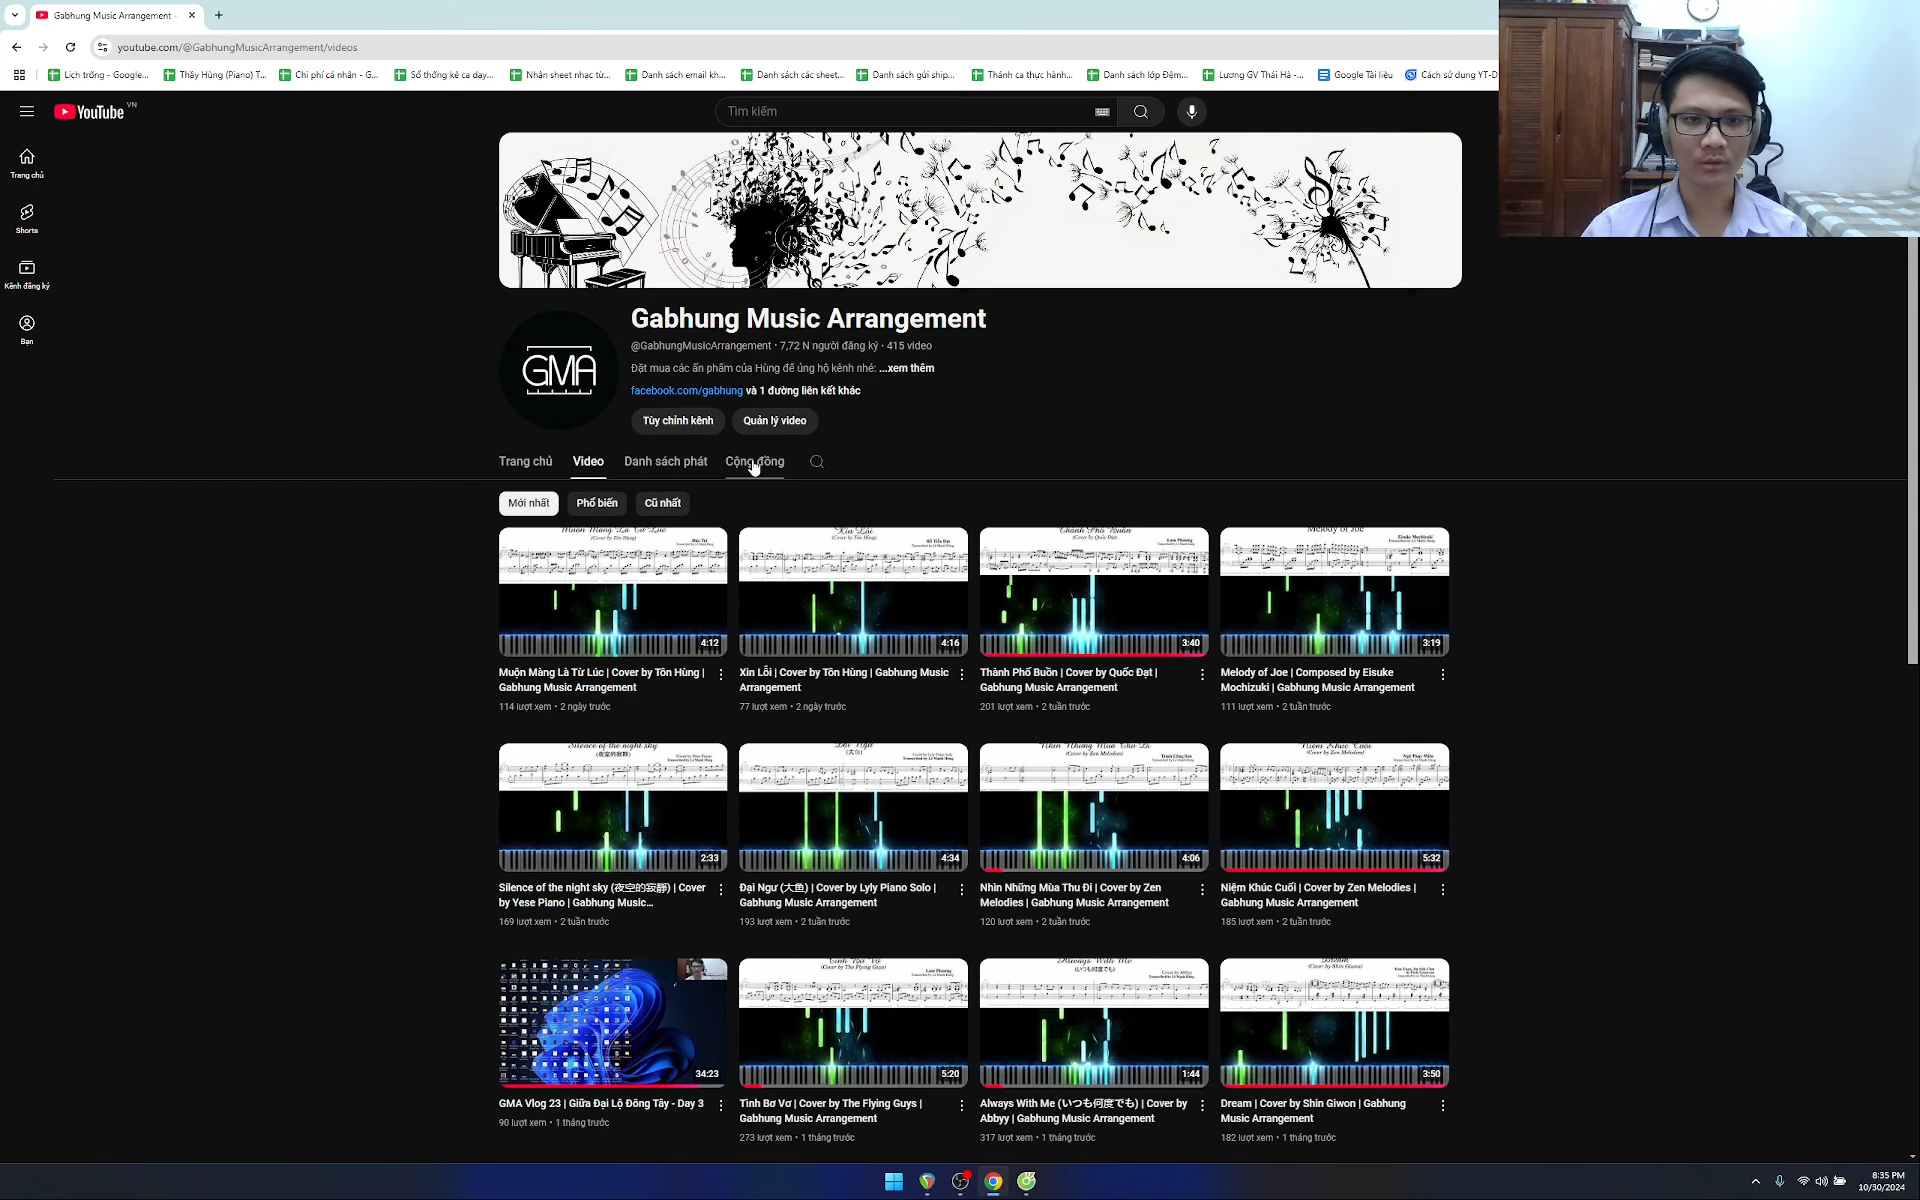 Gabhung Music Arrangement -
youtube.com/@GabhungMusicArrangement/videos
Lịch trống - Google...
Thầy Hùng (Piano) T...
Chi phí cá nhân - G...
Sổ thống kê ca dạy...
Nhân sheet nhạc từ...
Danh sách email kh...
Danh sách các sheet...
Danh sách gửi ship...
Thánh ca thực hành...
Danh sách lớp Đệm...
Lương GV Thái Hà -...
Google Tài liệu
Cách sử dụng YT-D
YouTube VN
Tìm kiếm
Trang chủ
Shorts
Kênh đăng ký
Bạn
GMA
Gabhung Music Arrangement
@GabhungMusicArrangement • 7,72 N người đăng ký • 415 video
Đặt mua các ấn phẩm của Hùng để ủng hộ kênh nhé: ...xem thêm
facebook.com/gabhung và 1 đường liên kết khác
Tùy chỉnh kênh
Quản lý video
Trang chủ
Video
Danh sách phát
Cộng đồng
Mới nhất
Phổ biến
Cũ nhất
4:12
4:16
3:40
3:19
Muộn Màng Là Từ Lúc | Cover by Tôn Hùng |
Gabhung Music Arrangement
114 lượt xem • 2 ngày trước
Xin Lỗi | Cover by Tôn Hùng | Gabhung Music
Arrangement
77 lượt xem • 2 ngày trước
Thành Phố Buồn | Cover by Quốc Đạt |
Gabhung Music Arrangement
201 lượt xem • 2 tuần trước
Melody of Joe | Composed by Eisuke
Mochizuki | Gabhung Music Arrangement
111 lượt xem • 2 tuần trước
2:33
4:34
4:06
5:32
Silence of the night sky (夜空的寂靜) | Cover
by Yese Piano | Gabhung Music...
169 lượt xem • 2 tuần trước
Đại Ngư (大鱼) | Cover by Lyly Piano Solo |
Gabhung Music Arrangement
193 lượt xem • 2 tuần trước
Nhìn Những Mùa Thu Đi | Cover by Zen
Melodies | Gabhung Music Arrangement
120 lượt xem • 2 tuần trước
Niệm Khúc Cuối | Cover by Zen Melodies |
Gabhung Music Arrangement
185 lượt xem • 2 tuần trước
34:23
5:20
1:44
3:50
GMA Vlog 23 | Giữa Đại Lộ Đông Tây - Day 3
90 lượt xem • 1 tháng trước
Tình Bơ Vơ | Cover by The Flying Guys |
Gabhung Music Arrangement
273 lượt xem • 1 tháng trước
Always With Me (いつも何度でも) | Cover by
Abbyy | Gabhung Music Arrangement
317 lượt xem • 1 tháng trước
Dream | Cover by Shin Giwon | Gabhung
Music Arrangement
182 lượt xem • 1 tháng trước
8:35 PM
10/30/2024